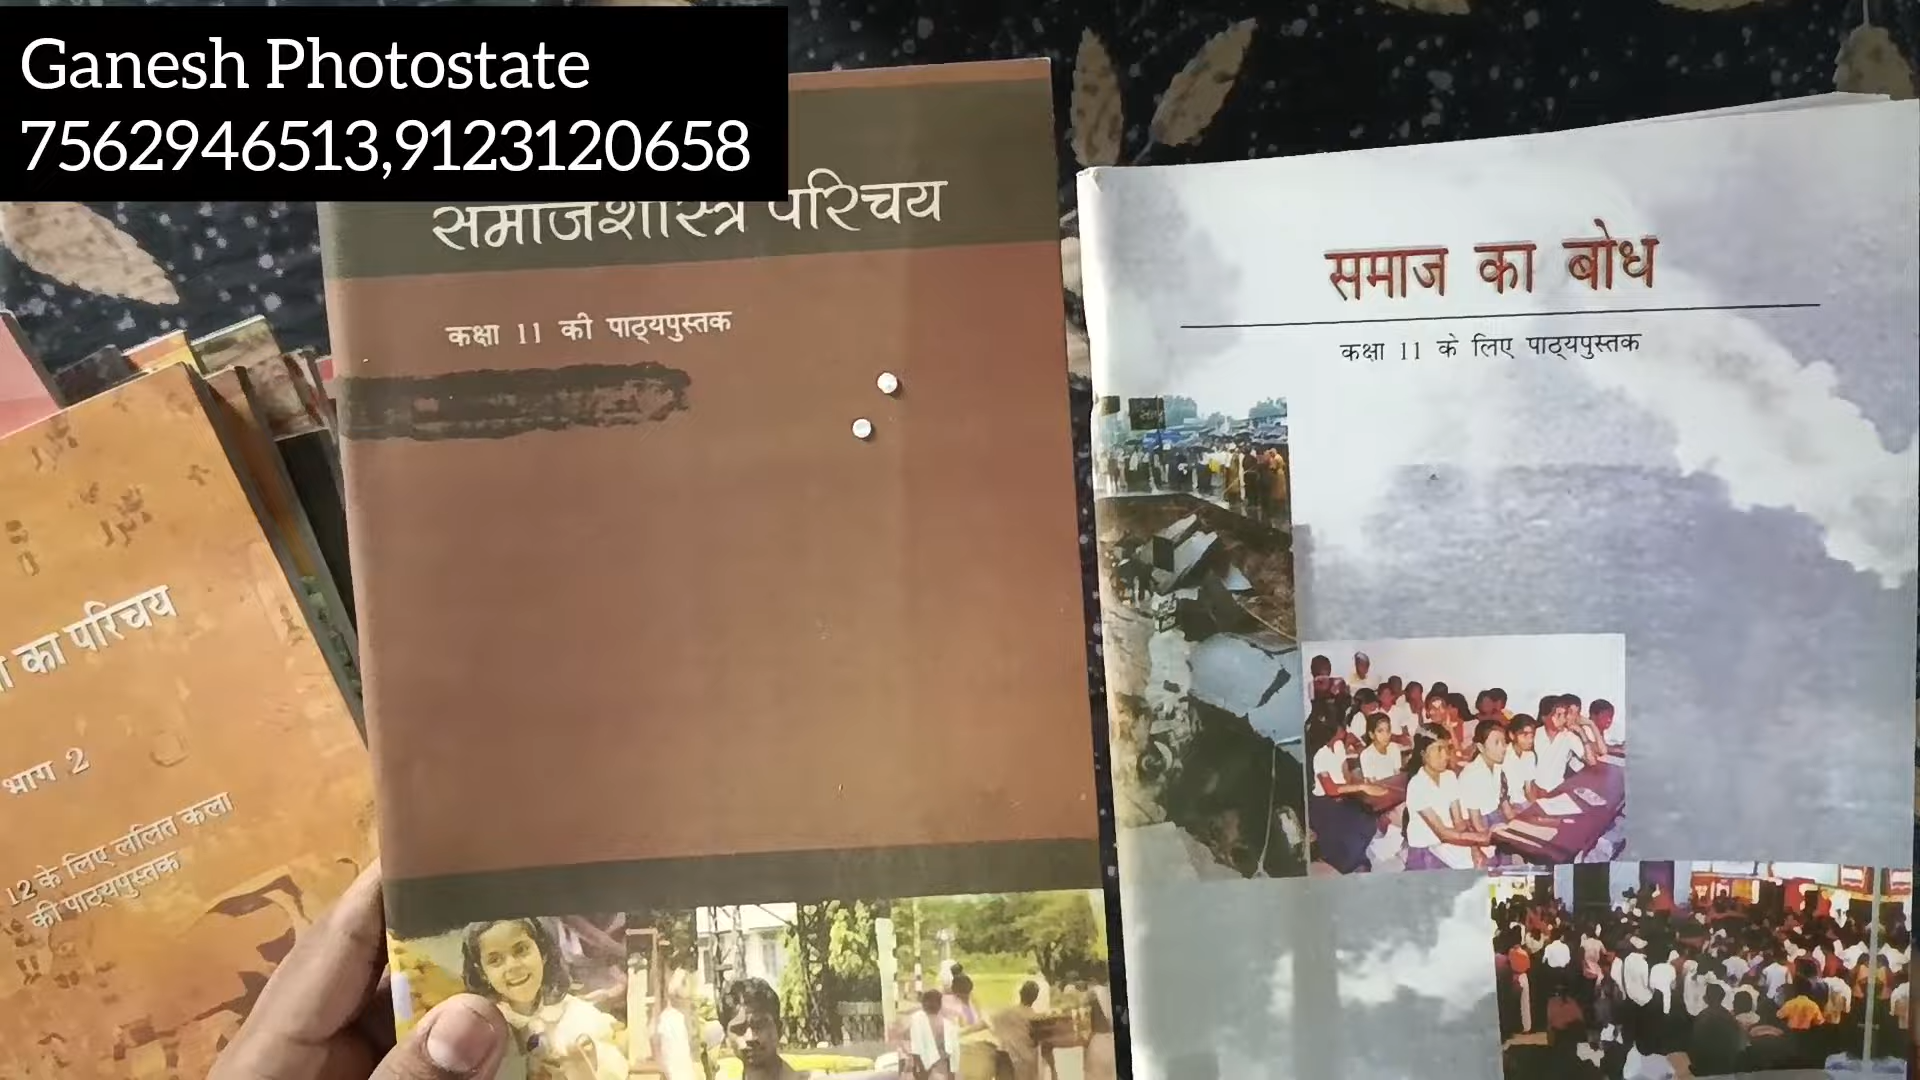 Ganesh Photostate
7562946513,9123120658
समाजशास्त्र परिचय
कक्षा 11 की पाठ्यपुस्तक
समाज का बोध
कक्षा 11 के लिए पाठ्यपुस्तक
का परिचय
भाग 2
12 के लिए ललित कला
की पाठ्यपुस्तक